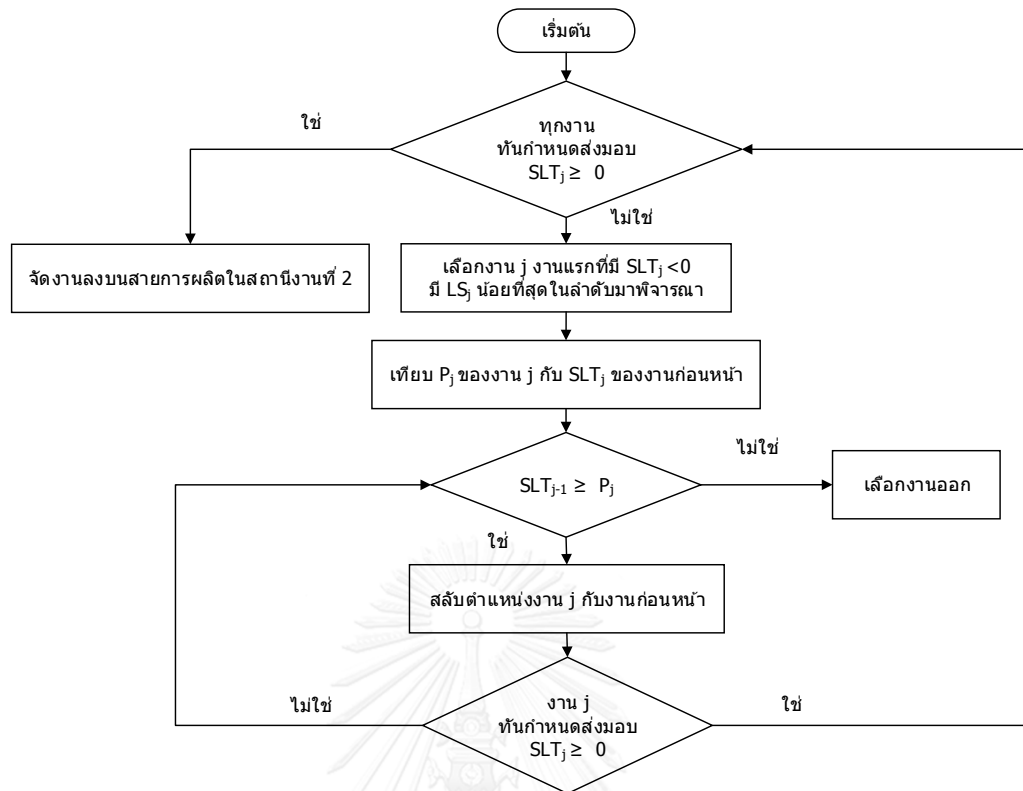 เริ่มต้น
ทุกงาน
ทันกำหนดส่งมอบ
SLTj ≥ 0
ใช่
ไม่ใช่
จัดงานลงบนสายการผลิตในสถานีงานที่ 2
เลือกงาน j งานแรกที่มี SLTj <0
มี LSj น้อยที่สุดในลำดับมาพิจารณา
เทียบ Pj ของงาน j กับ SLTj ของงานก่อนหน้า
SLTj-1 ≥ Pj
ไม่ใช่
เลือกงานออก
ใช่
สลับตำแหน่งงาน j กับงานก่อนหน้า
งาน j
ทันกำหนดส่งมอบ
SLTj ≥ 0
ไม่ใช่
ใช่